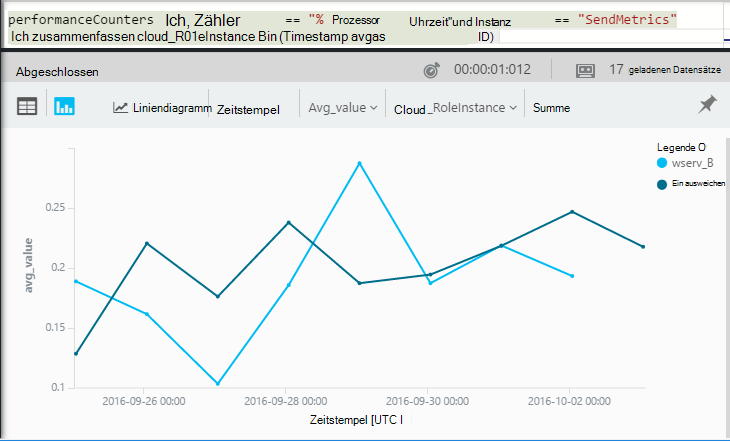 performanceCounters Ich, Zähler == "% Prozessor Uhrzeit"und Instanz == "SendMetrics"
Ich zusammenfassen cloud_R01eInstance Bin (Timestamp avgas ID)
Abgeschlossen 00:00:01:012 17 geladenen Datensätze
Liniendiagramm Zeitstempel Avg_value Cloud_RoleInstance Summe
Legende O
wserv_B
Ein ausweichen
avg_value
0.25
0.2
0.15
0.1
2016-09-26 00:00 2016-09-28 00:00 2016-09-30 00:00 2016-10-02 00:00
Zeitstempel [UTC I